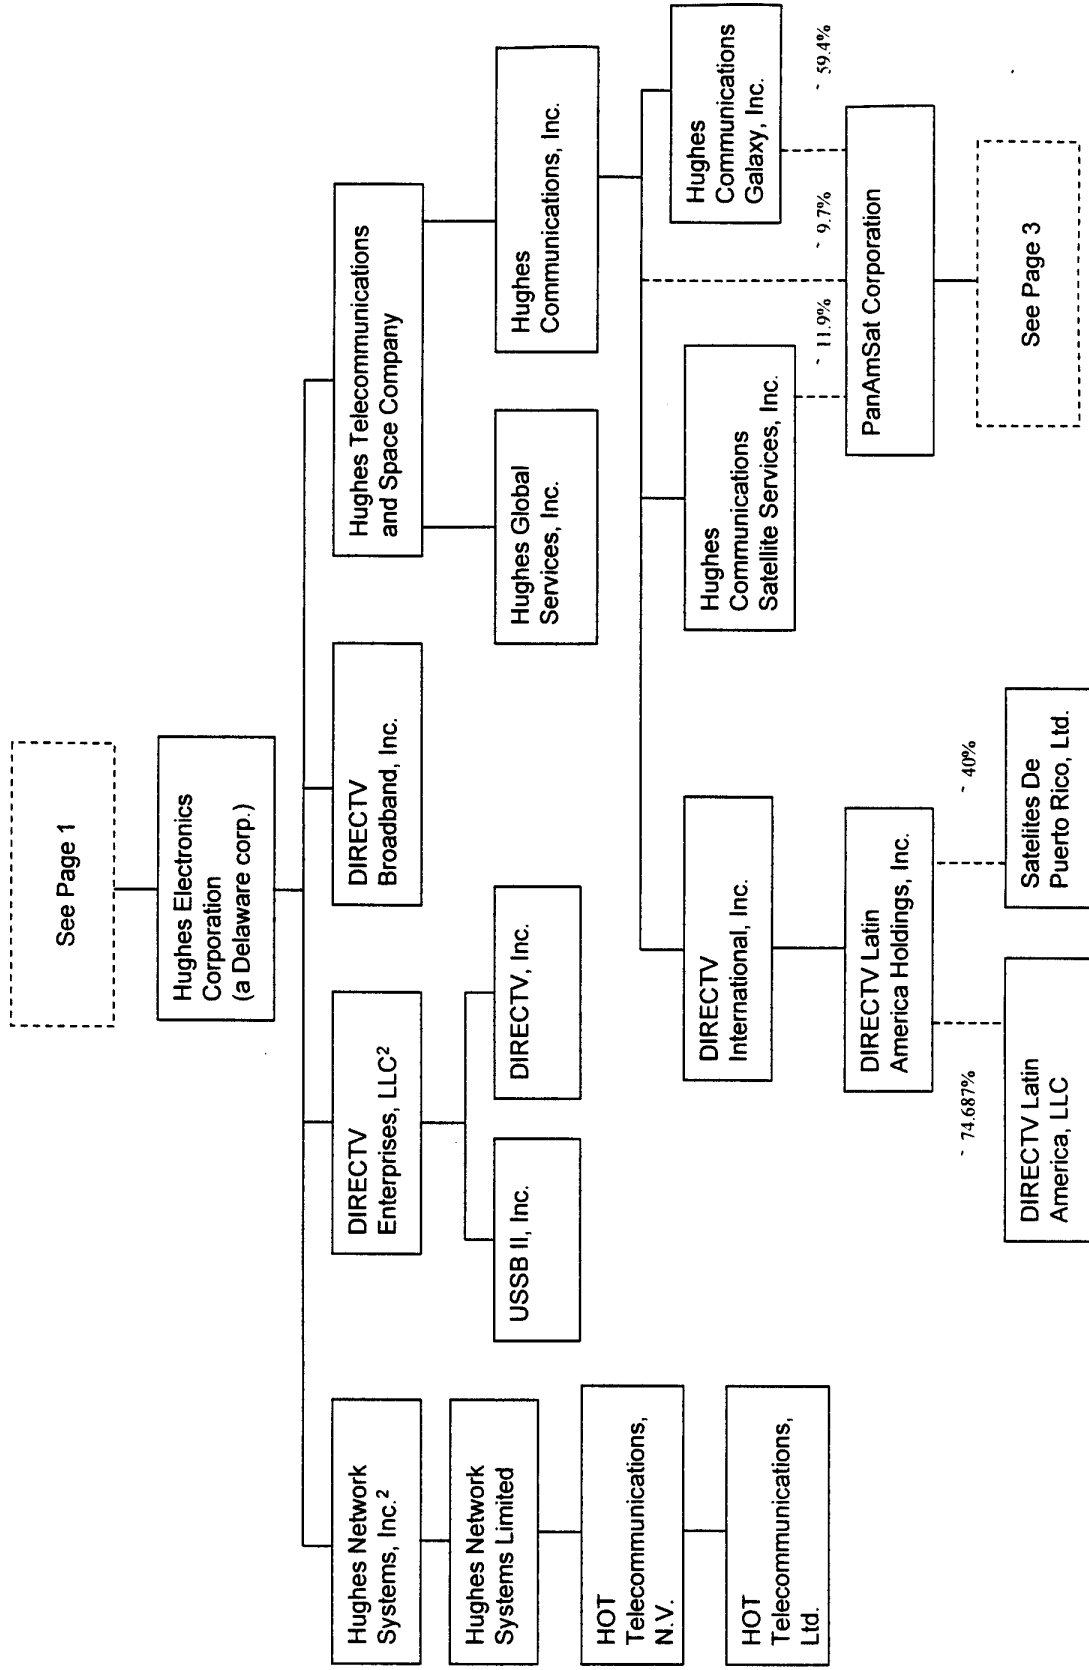 See Page 1
Hughes Electronics
Corporation
(a Delaware corp.)
Hughes Network
Systems, Inc.²
DIRECTV
Enterprises, LLC²
DIRECTV
Broadband, Inc.
Hughes Telecommunications
and Space Company
Hughes Network
Systems Limited
USSB II, Inc.
DIRECTV, Inc.
Hughes Global
Services, Inc.
Hughes
Communications, Inc.
HOT
Telecommunications,
N.V.
DIRECTV
International, Inc.
Hughes
Communications
Satellite Services, Inc.
Hughes
Communications
Galaxy, Inc.
HOT
Telecommunications,
Ltd.
~ 11.9%
~ 9.7%
~ 59.4%
DIRECTV Latin
America Holdings, Inc.
PanAmSat Corporation
~ 74.687%
~ 40%
DIRECTV Latin
America, LLC
Satelites De
Puerto Rico, Ltd.
See Page 3